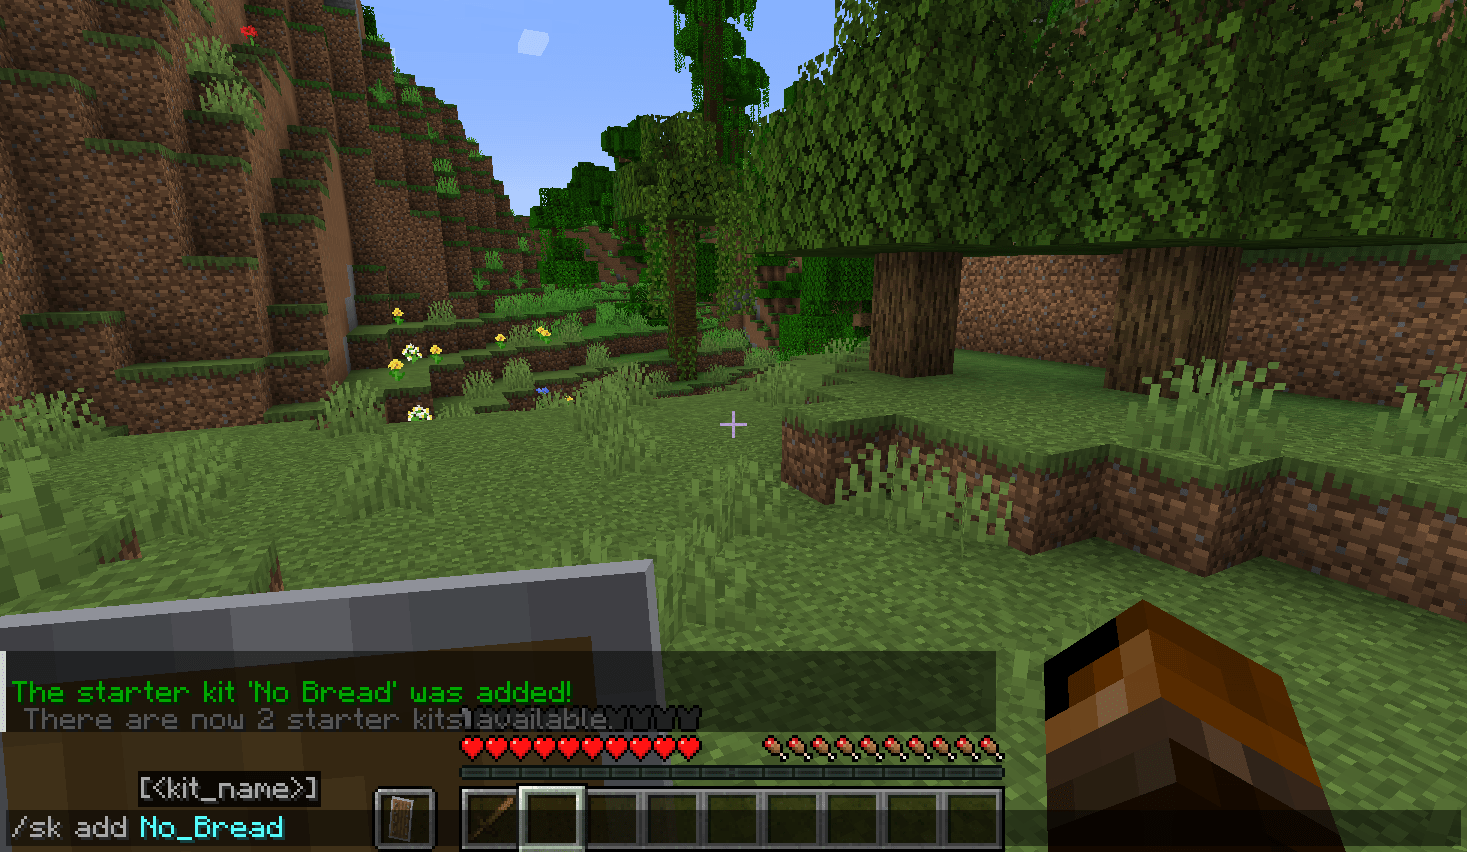 The starter kit 'No Bread' was added!
There are now 2 starter kits available.
[<kit_name>]
/sk add No_Bread